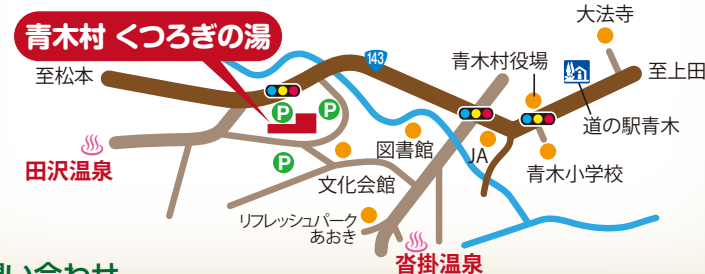 大法寺
青木村 くつろぎの湯
143
青木村役場
至松本
至上田
P
P
道の駅青木
図書館
JA
P
青木小学校
田沢温泉
文化会館
リフレッシュパーク
あおき
沓掛温泉